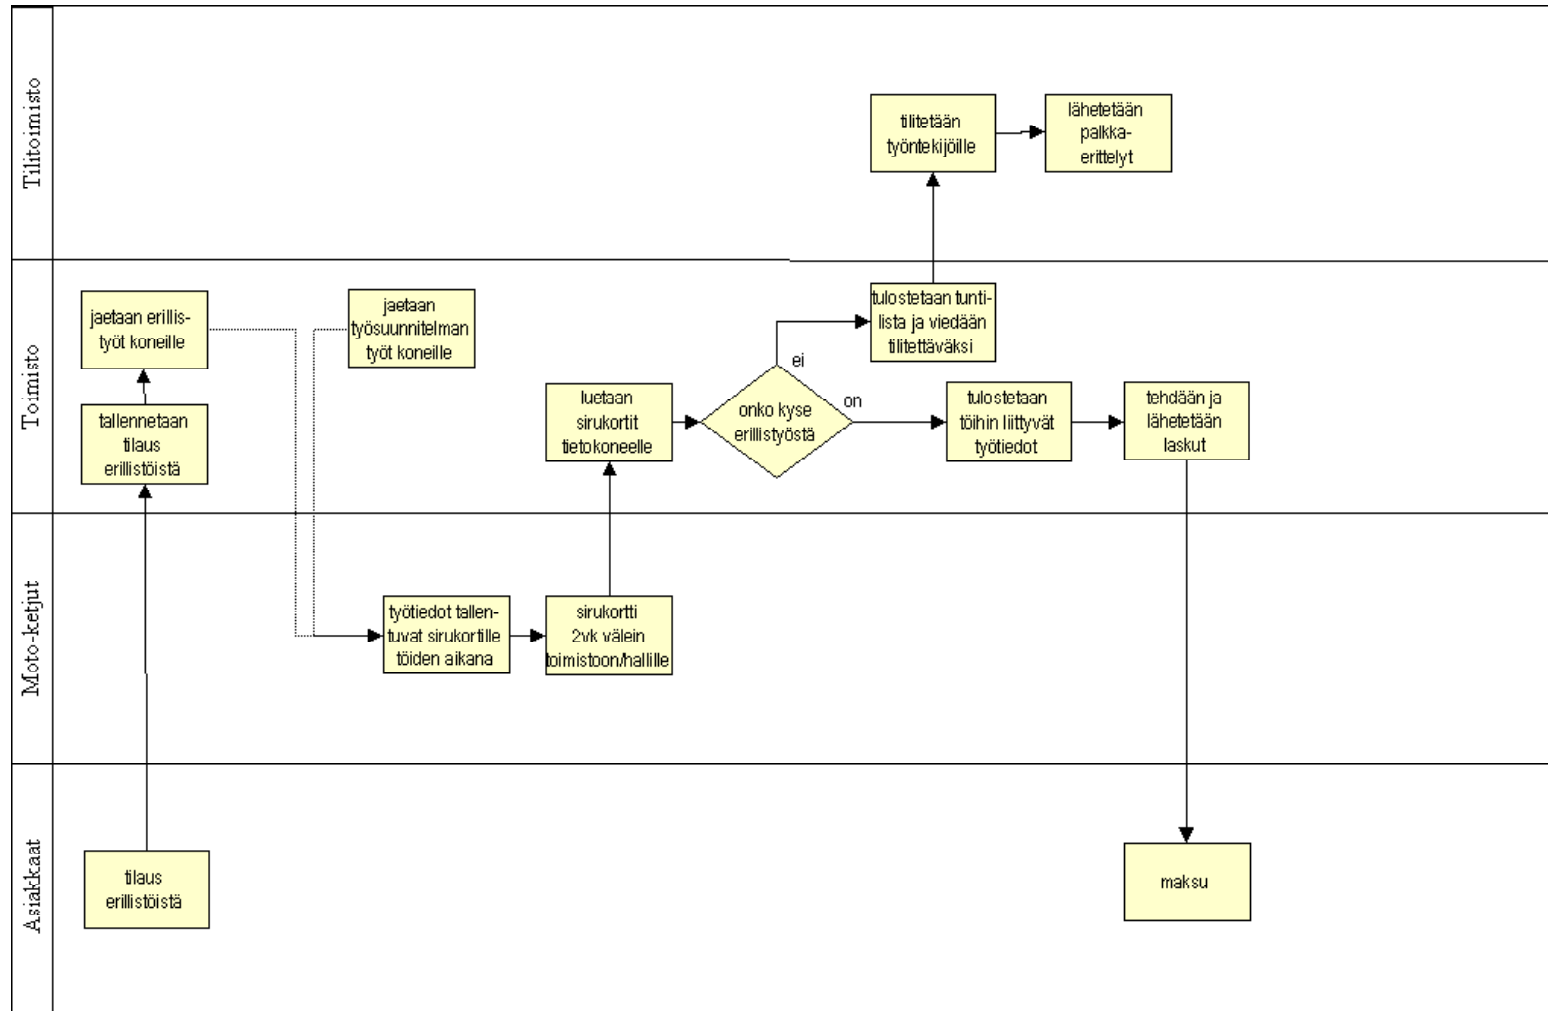 Tilitoimisto
tilitetään
työntekijöille
lähetetään
palkka-
erittelyt
Toimisto
jaetaan erillis-
työt koneille
jaetaan
työsuunnitelman
työt koneille
tulostetaan tunti-
lista ja viedään
tilitettäväksi
ei
tallennetaan
tilaus
erillistöistä
luetaan
sirukortit
tietokoneelle
onko kyse
erillistyöstä
on
tulostetaan
töihin liittyvät
työtiedot
tehdään ja
lähetetään
laskut
Moto-ketjut
työtiedot tallen-
tuvat sirukortille
töiden aikana
sirukortti
2vk välein
toimistoon/hallille
Asiakkaat
tilaus
erillistöistä
maksu